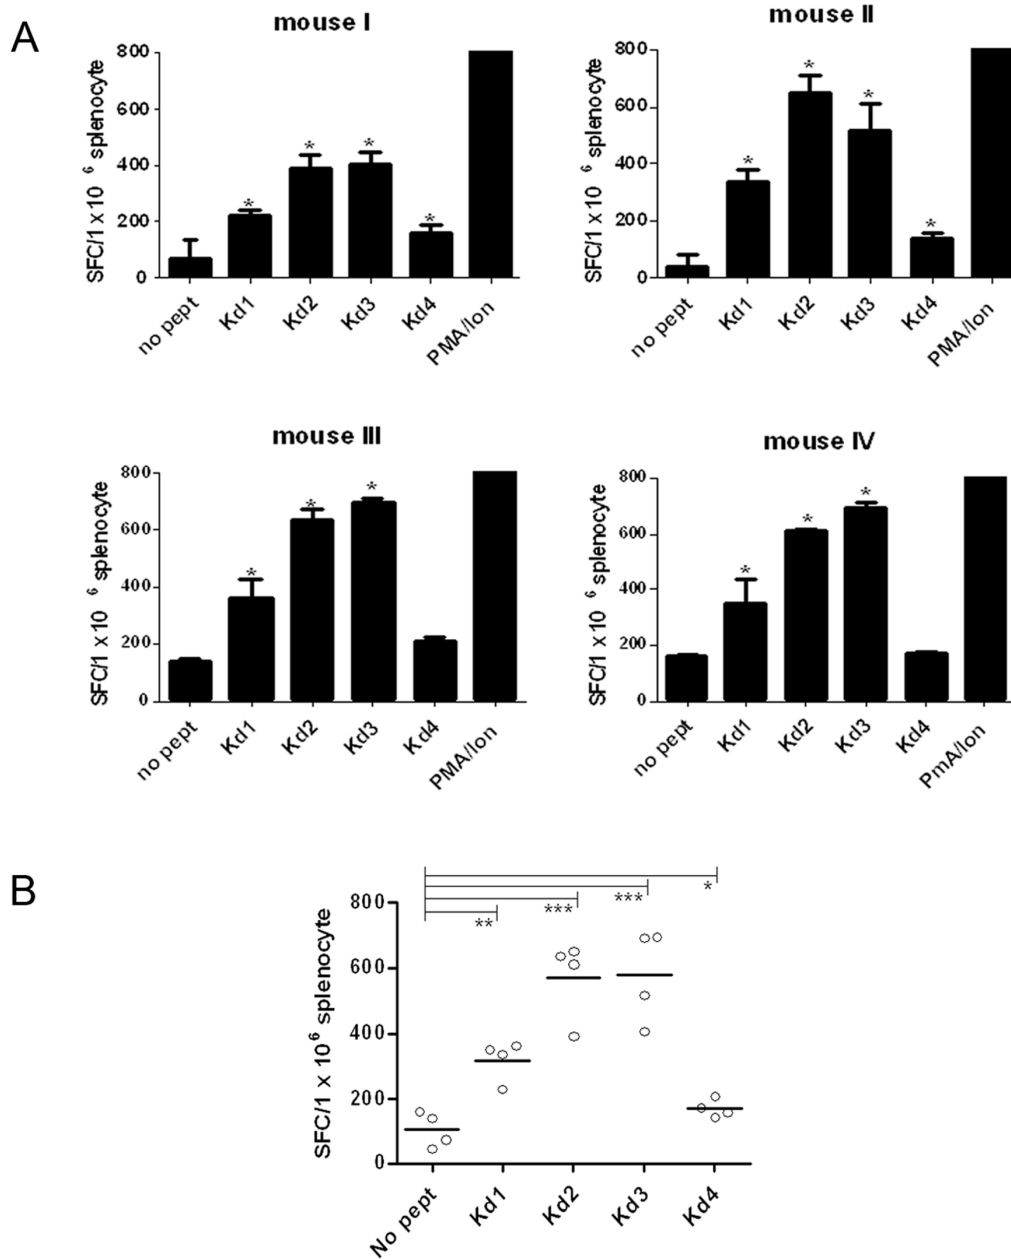 A
mouse I
SFC/1 x 10 6 splenocyte
800
600
400
200
0
*
*
*
*
no pept
Kd1
Kd2
Kd3
Kd4
PMA/Ion
mouse II
SFC/1 x 10 6 splenocyte
800
600
400
200
0
*
*
*
*
no pept
Kd1
Kd2
Kd3
Kd4
PMA/Ion
mouse III
SFC/1 x 10 6 splenocyte
800
600
400
200
0
*
*
*
no pept
Kd1
Kd2
Kd3
Kd4
PMA/Ion
mouse IV
SFC/1 x 10 6 splenocyte
800
600
400
200
0
*
*
*
no pept
Kd1
Kd2
Kd3
Kd4
PmA/Ion
B
SFC/1 x 10 6 splenocyte
800
600
400
200
0
**
***
***
*
No pept
Kd1
Kd2
Kd3
Kd4